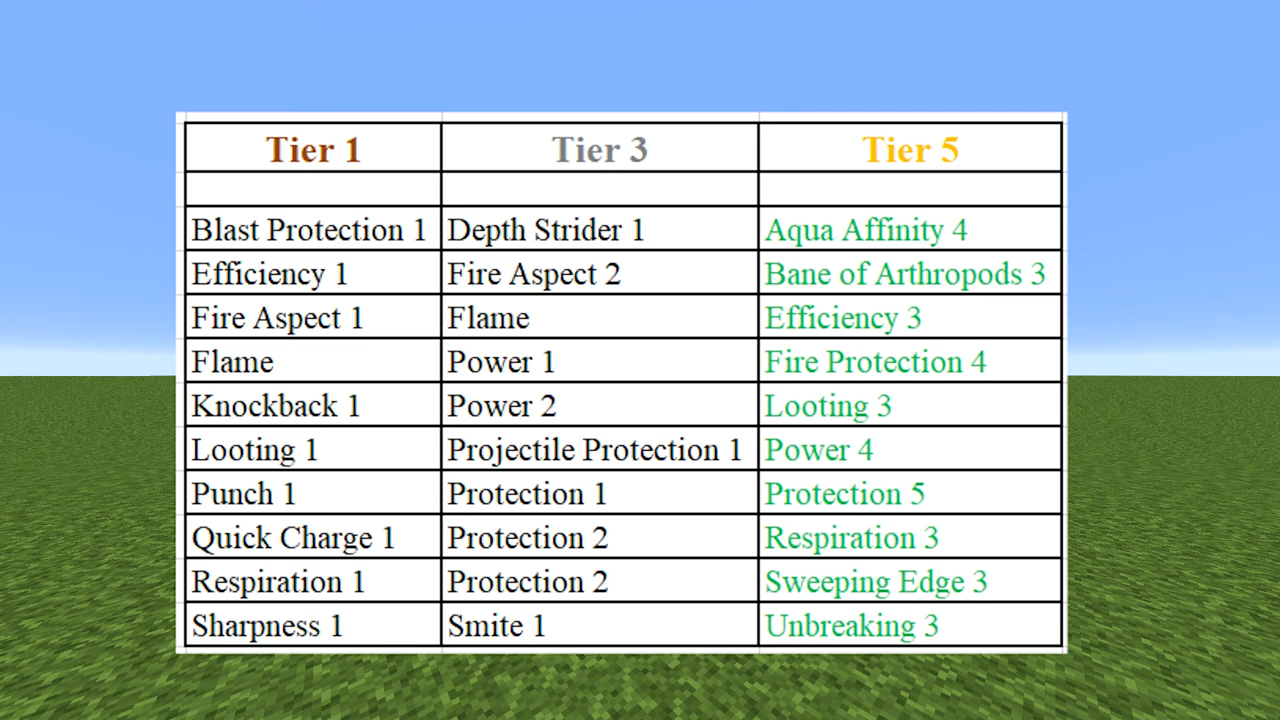 Tier 1 Tier 3 Tier 5
Blast Protection 1 Depth Strider 1 Aqua Affinity 4
Efficiency 1 Fire Aspect 2 Bane of Arthropods 3
Fire Aspect 1 Flame Efficiency 3
Flame Power 1 Fire Protection 4
Knockback 1 Power 2 Looting 3
Looting 1 Projectile Protection 1 Power 4
Punch 1 Protection 1 Protection 5
Quick Charge 1 Protection 2 Respiration 3
Respiration 1 Protection 2 Sweeping Edge 3
Sharpness 1 Smite 1 Unbreaking 3